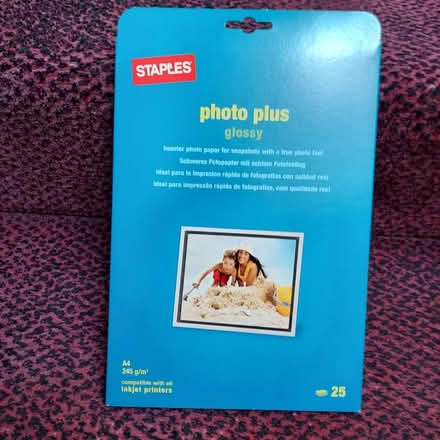 STAPLES
photo plus
glossy
heavier photo paper for snapshots with a true photo feel
Schweres Fotopapier mit echtem Fotofeeling
Ideal para la impresión rápida de fotografías con calidad real
Ideal para impressão rápida de fotografias, com qualidade real
A4
245 g/m²
compatible with all
inkjet printers
25